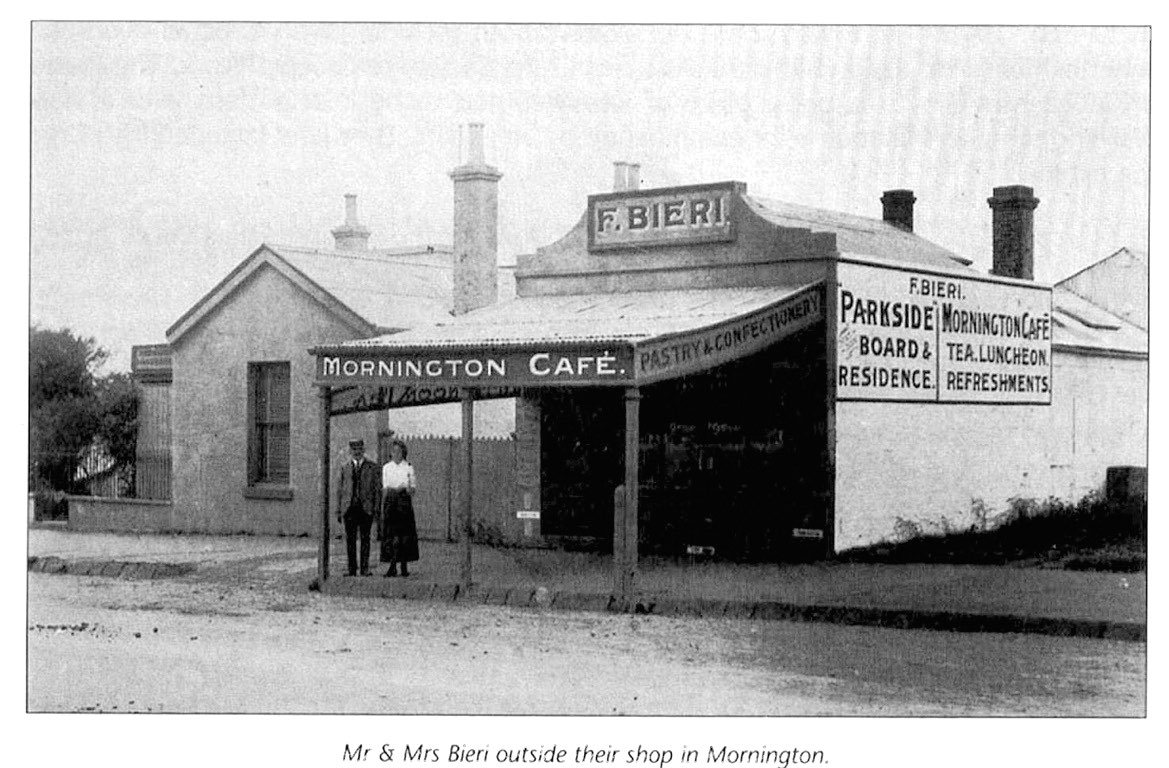 F. BIERI.
MORNINGTON CAFÉ.
PASTRY & CONFECTIONERY
F. BIERI.
PARKSIDE
BOARD &
RESIDENCE.
MORNINGTON CAFÉ
TEA. LUNCHEON.
REFRESHMENTS.
Mr & Mrs Bieri outside their shop in Mornington.